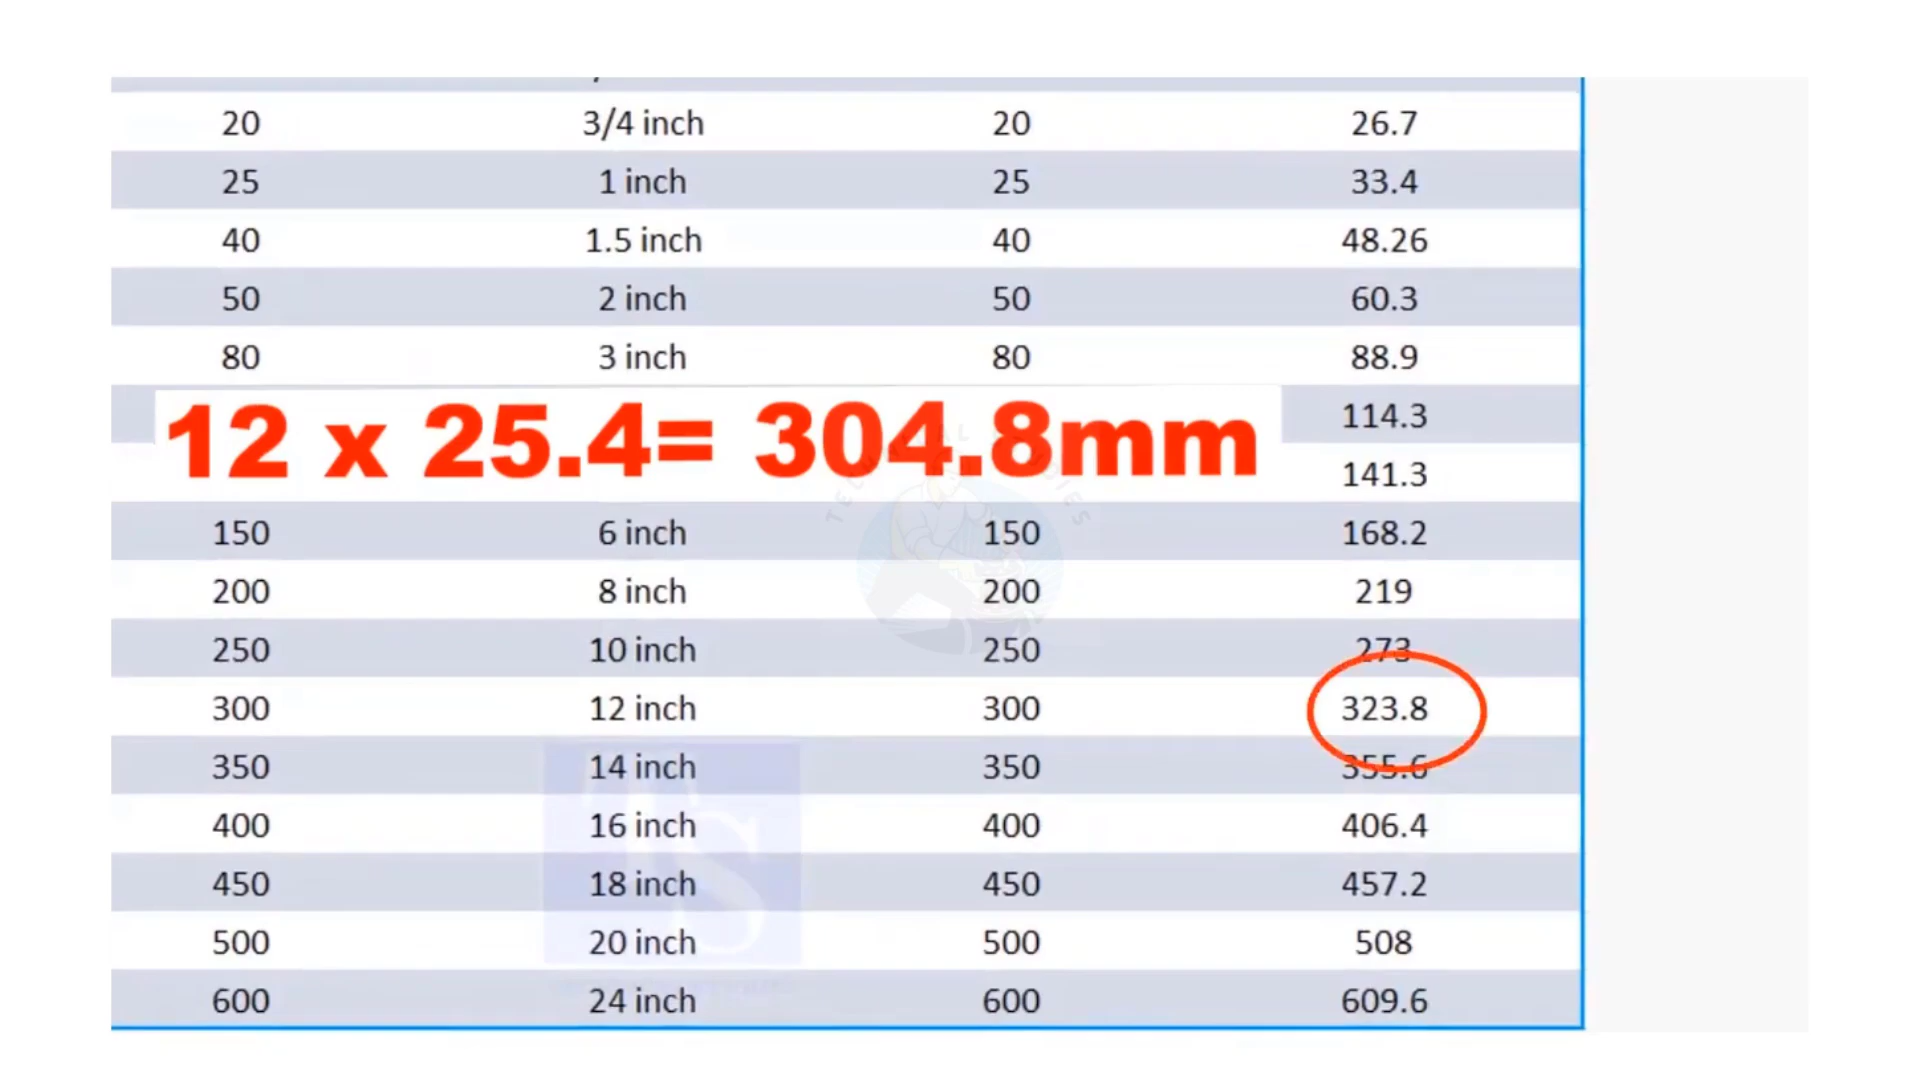 20 3/4 inch 20 26.7
25 1 inch 25 33.4
40 1.5 inch 40 48.26
50 2 inch 50 60.3
80 3 inch 80 88.9
114.3
12 x 25.4= 304.8mm
141.3
150 6 inch 150 168.2
200 8 inch 200 219
250 10 inch 250 273
300 12 inch 300 323.8
350 14 inch 350 355.6
400 16 inch 400 406.4
450 18 inch 450 457.2
500 20 inch 500 508
600 24 inch 600 609.6
TS